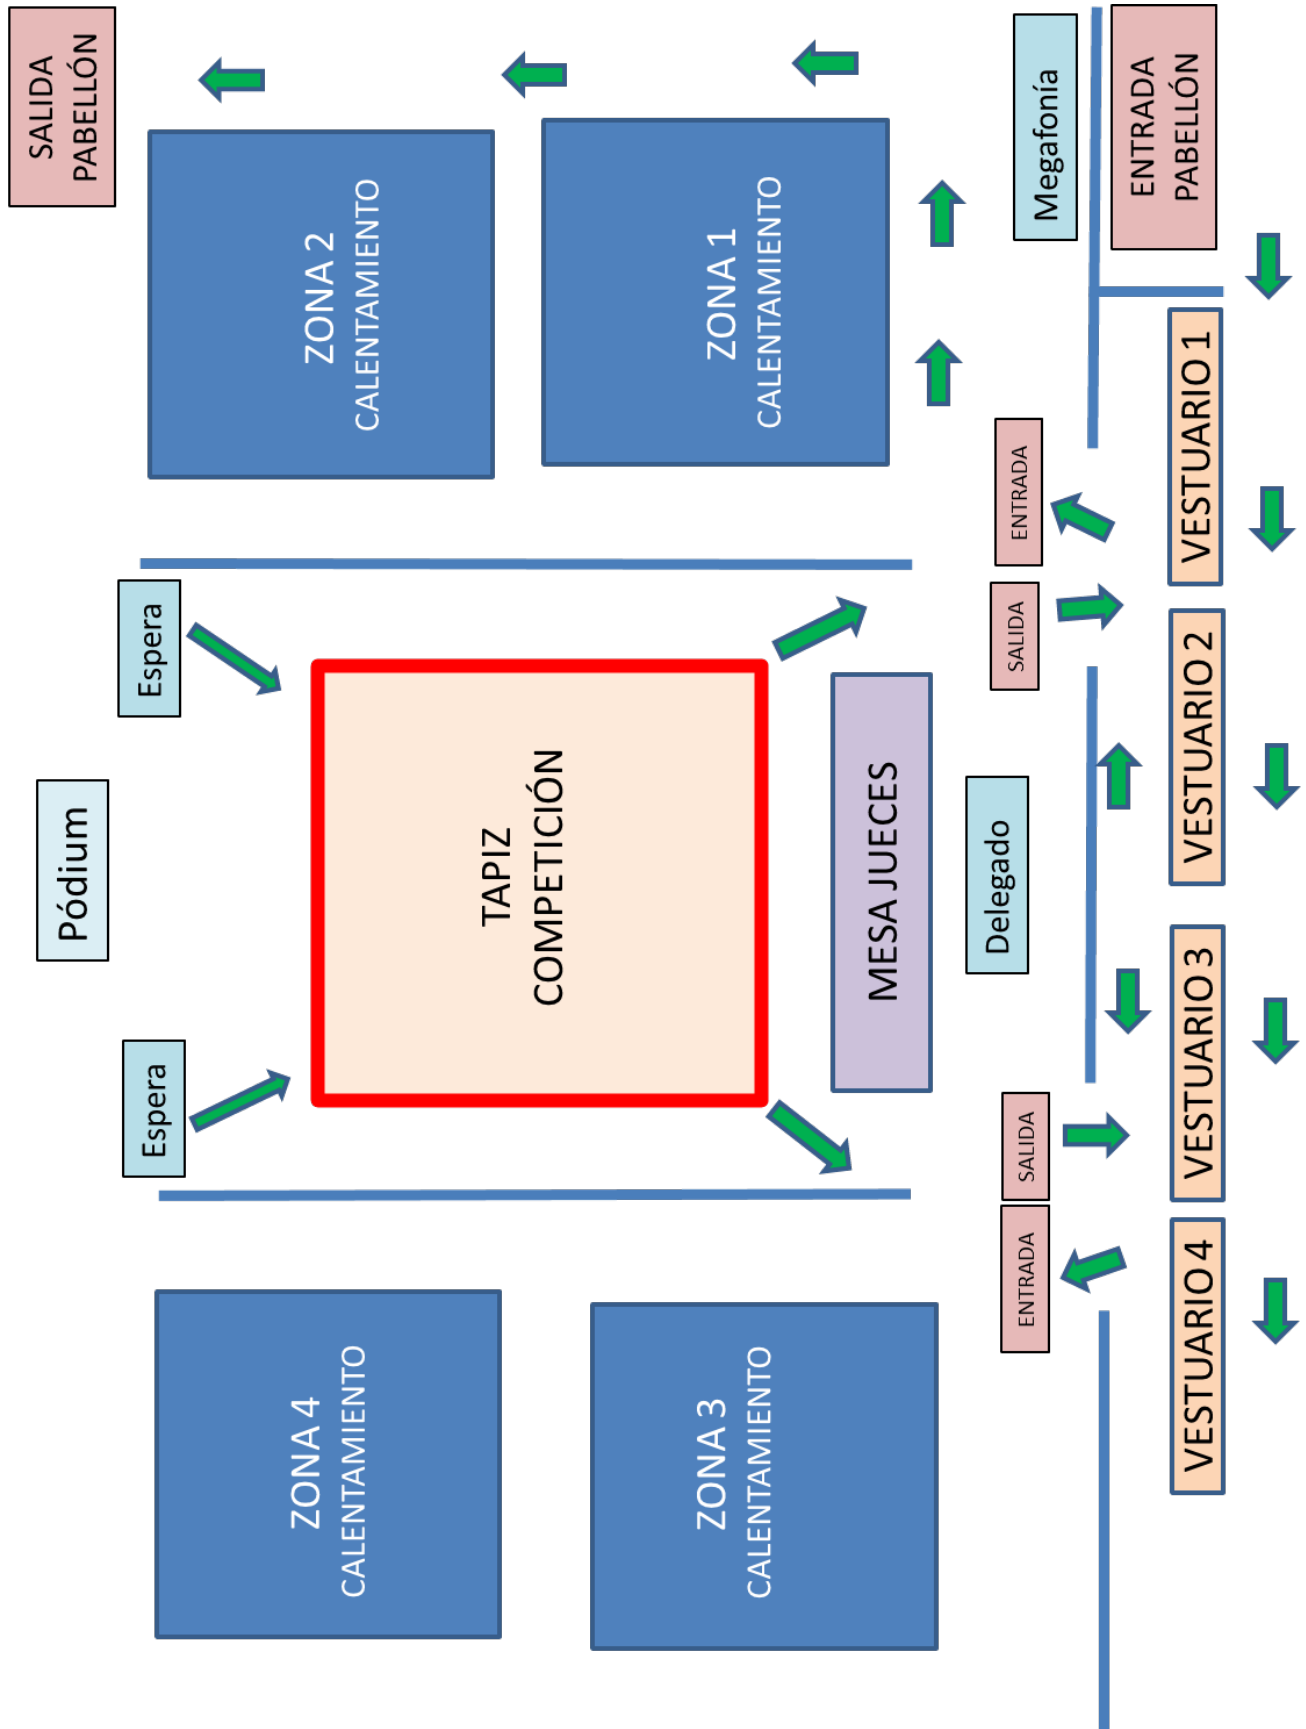 Pódium
SALIDA
PABELLÓN
Espera
Espera
ZONA 4
CALENTAMIENTO
TAPIZ
COMPETICIÓN
ZONA 2
CALENTAMIENTO
ZONA 3
CALENTAMIENTO
MESA JUECES
ZONA 1
CALENTAMIENTO
Delegado
ENTRADA
SALIDA
SALIDA
ENTRADA
Megafonía
VESTUARIO 4
VESTUARIO 3
VESTUARIO 2
VESTUARIO 1
ENTRADA
PABELLÓN